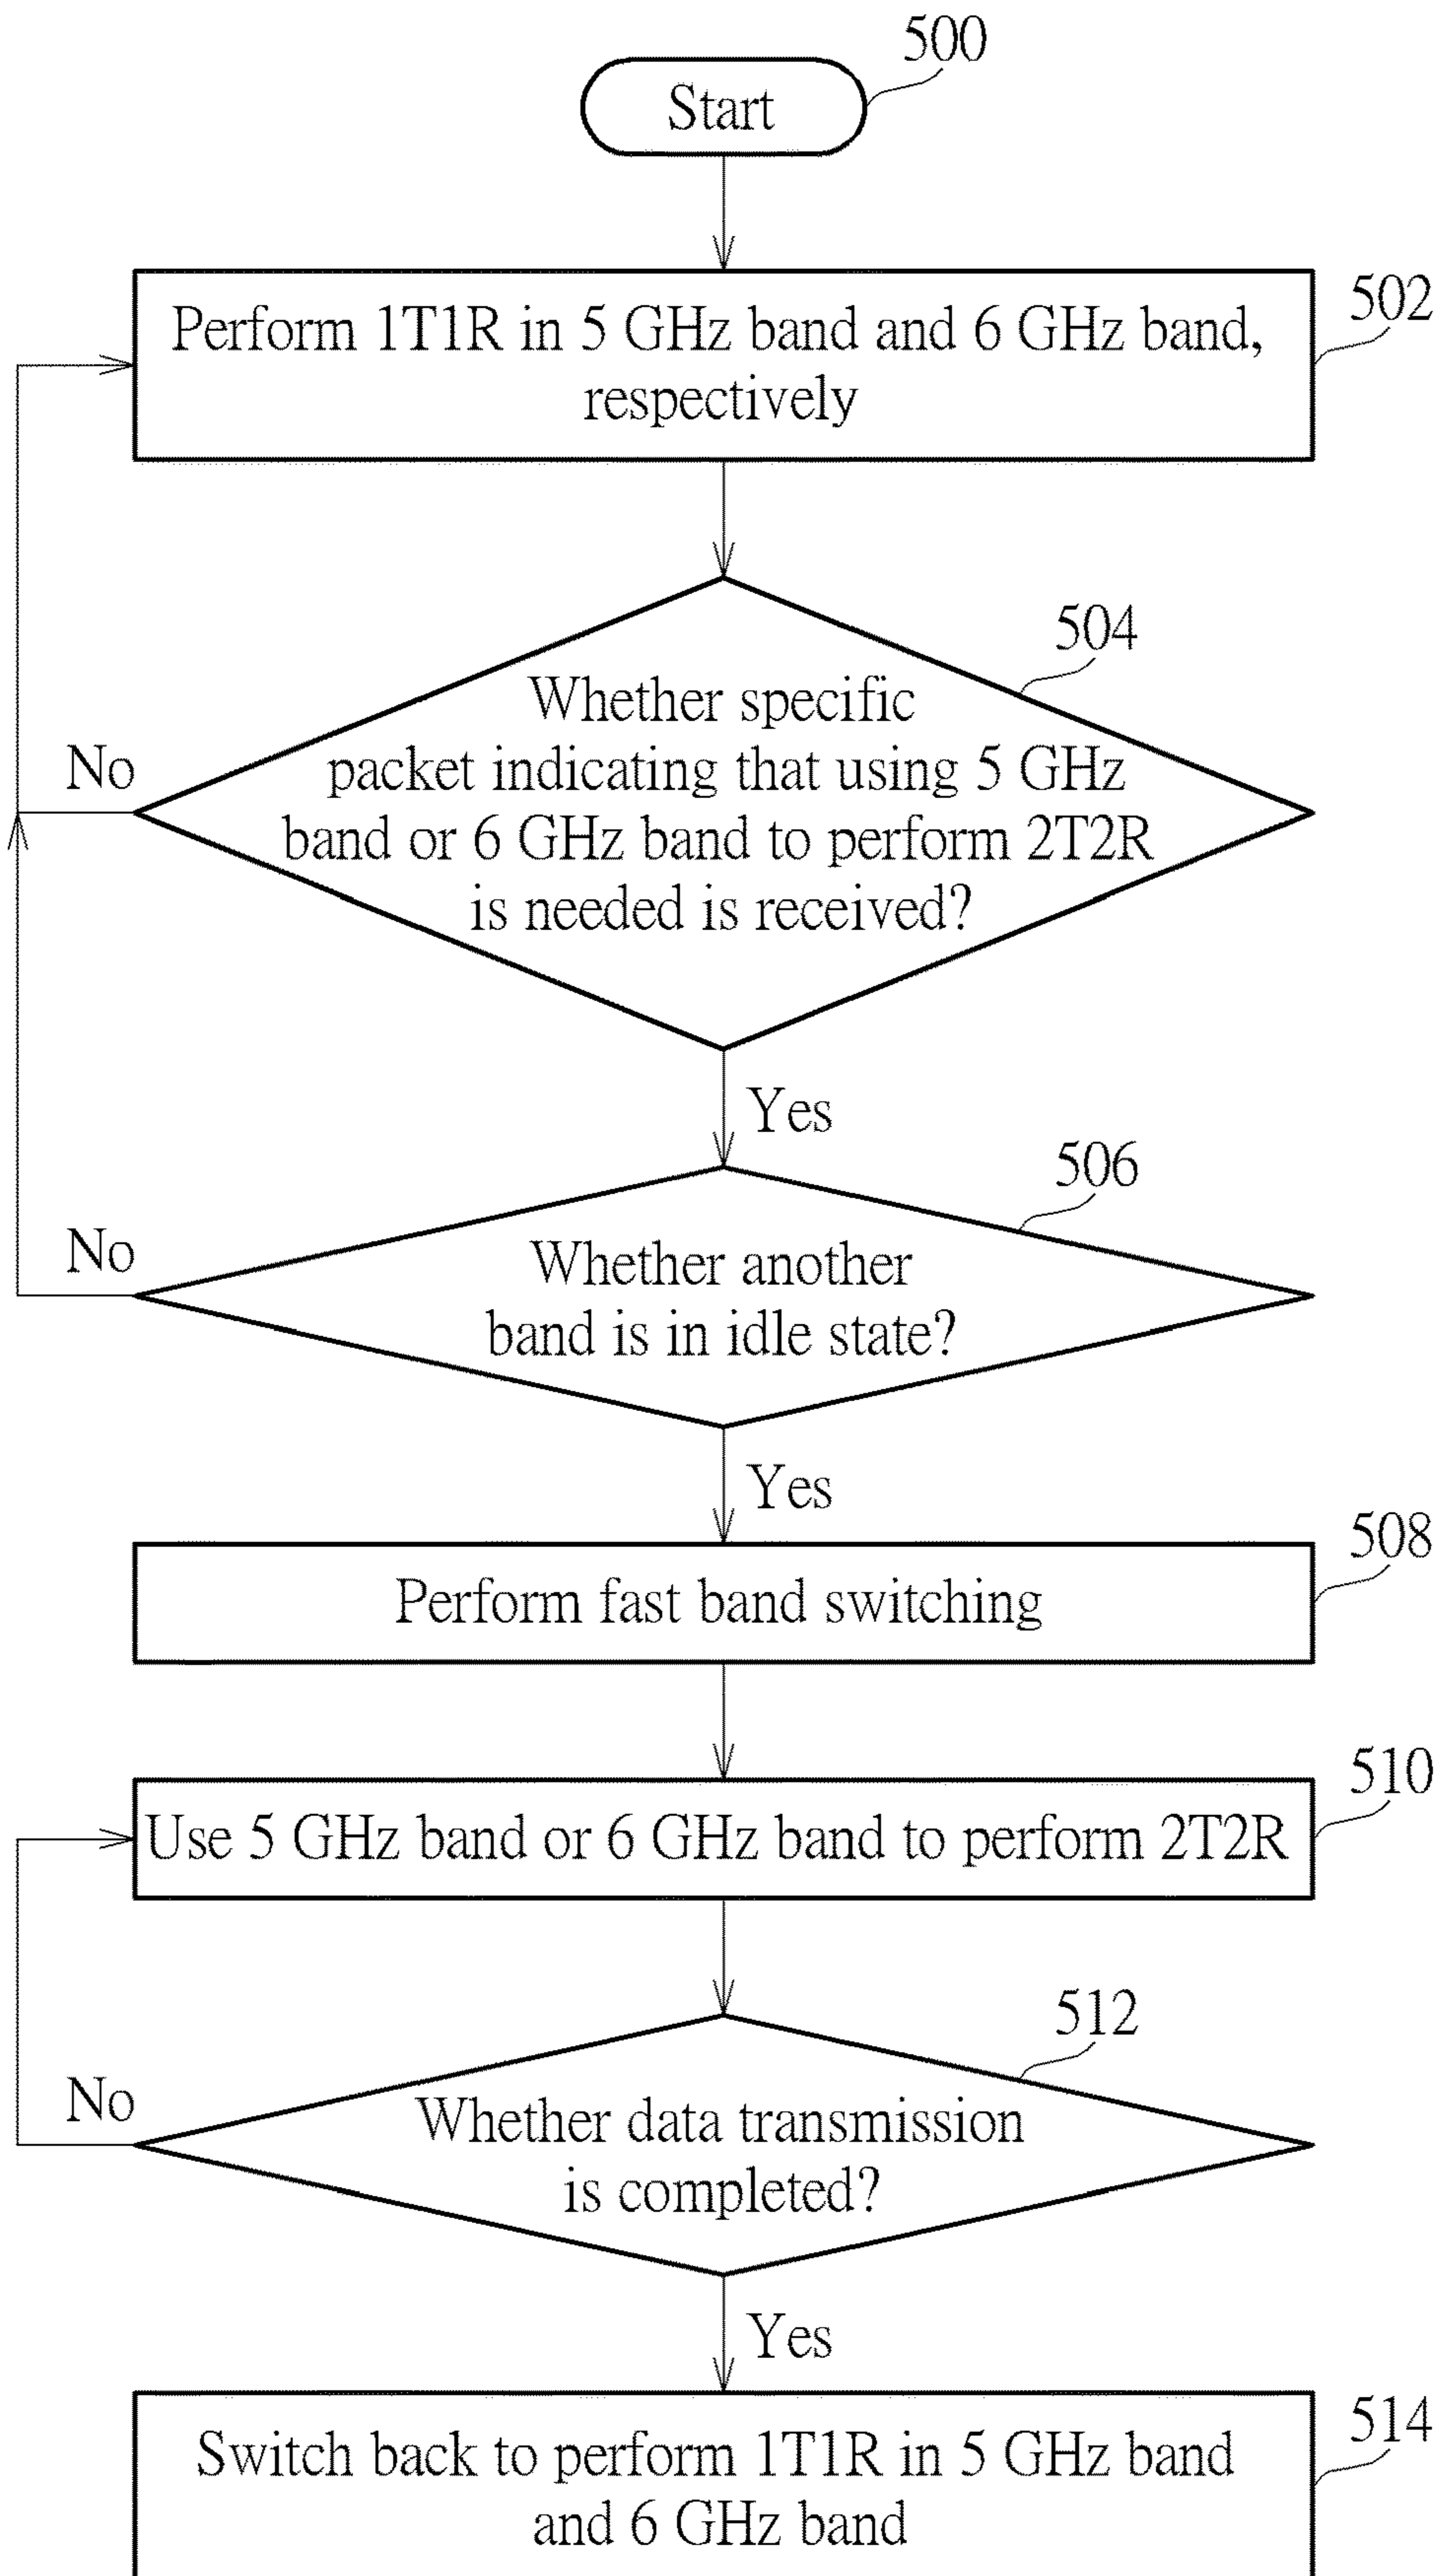 500
Start
502
Perform 1T1R in 5 GHz band and 6 GHz band,
respectively
504
Whether specific
packet indicating that using 5 GHz
band or 6 GHz band to perform 2T2R
is needed is received?
No
Yes
506
Whether another
band is in idle state?
No
Yes
508
Perform fast band switching
510
Use 5 GHz band or 6 GHz band to perform 2T2R
512
Whether data transmission
is completed?
No
Yes
514
Switch back to perform 1T1R in 5 GHz band
and 6 GHz band